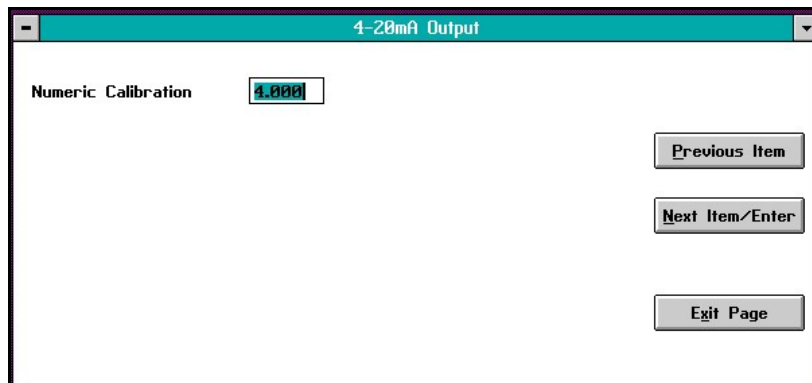 4-20mA Output
Numeric Calibration 4.000
Previous Item
Next Item/Enter
Exit Page